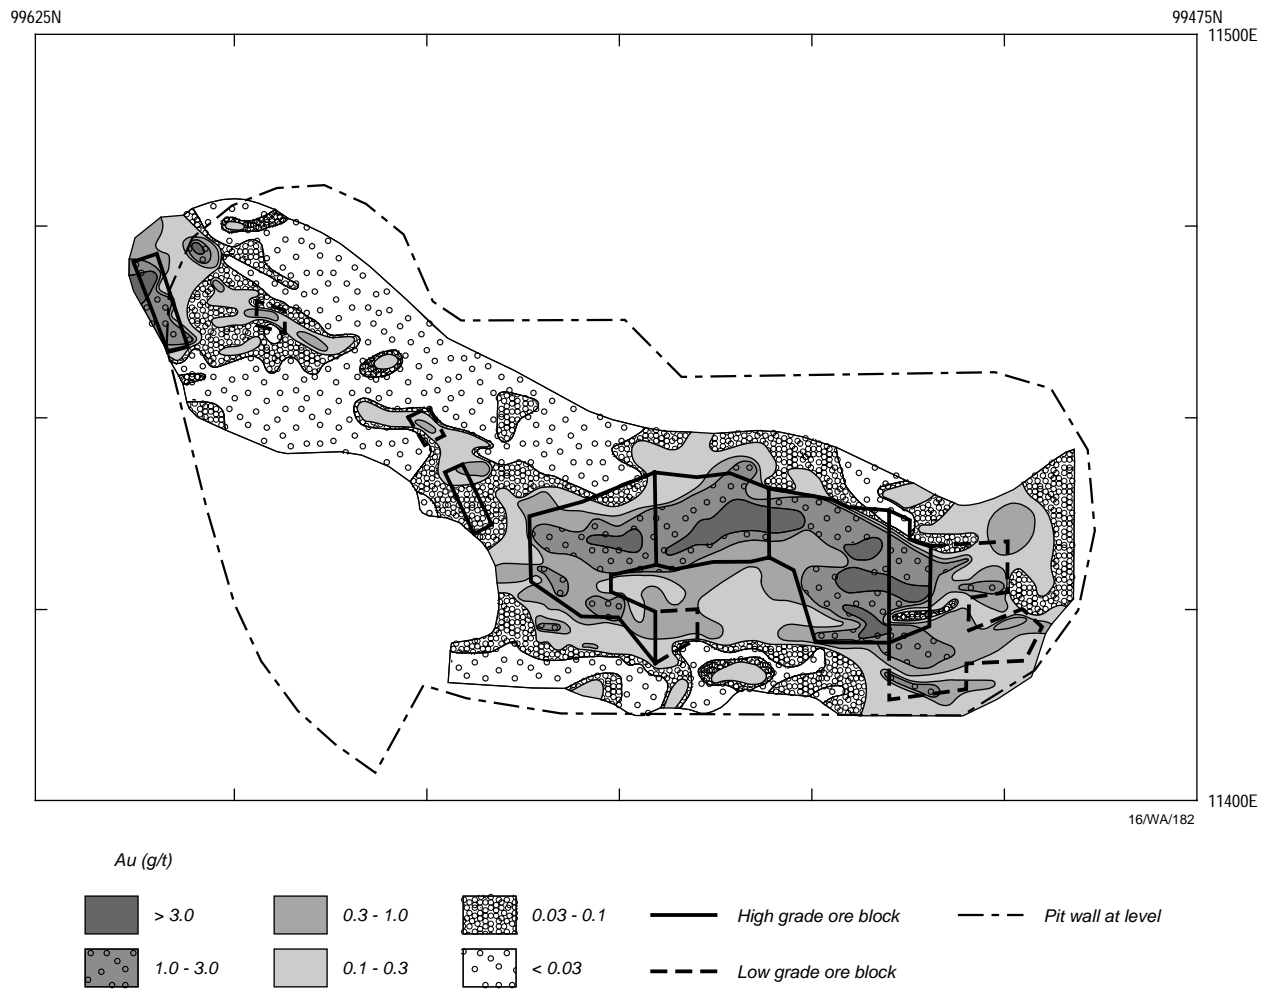 99625N
99475N
11500E
11400E
16/WA/182
Au (g/t)
> 3.0
0.3 - 1.0
0.03 - 0.1
High grade ore block
Pit wall at level
1.0 - 3.0
0.1 - 0.3
< 0.03
Low grade ore block